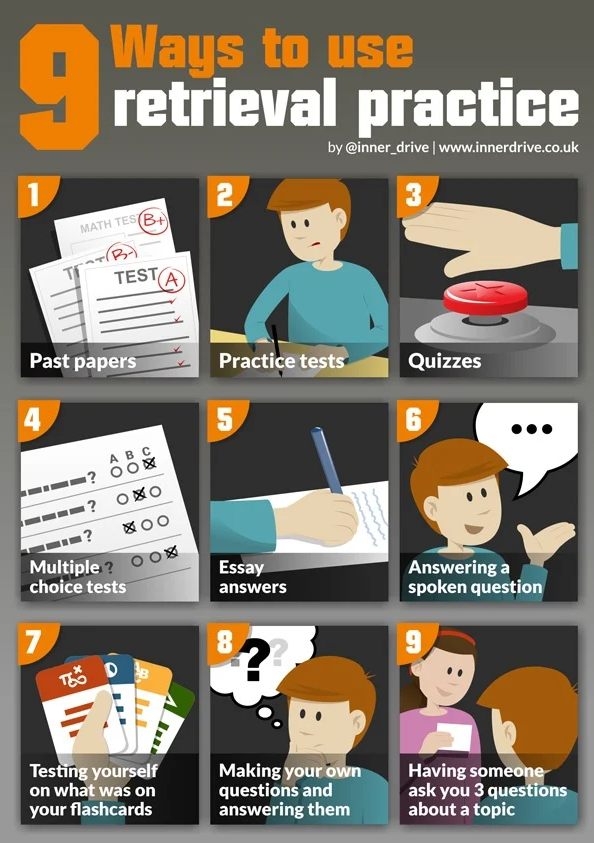 9 Ways to use
retrieval practice
by @inner_drive | www.innerdrive.co.uk
1
MATH TEST B+
B-
TEST A
Past papers
2
Practice tests
3
Quizzes
4
A B C
?
?
?
?
Multiple
choice tests
5
Essay
answers
6
Answering a
spoken question
7
Testing yourself
on what was on
your flashcards
8
? ?
Making your own
questions and
answering them
9
Having someone
ask you 3 questions
about a topic